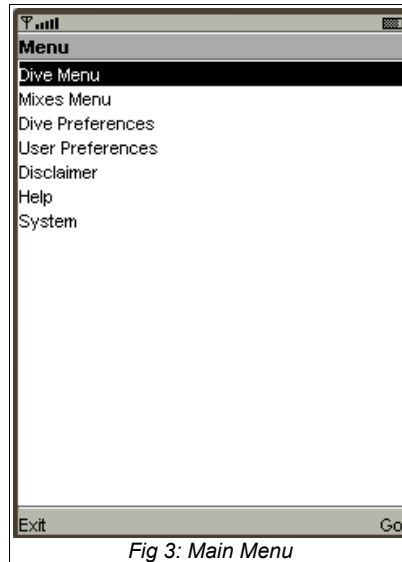 Menu
Dive Menu
Mixes Menu
Dive Preferences
User Preferences
Disclaimer
Help
System
Exit Go
Fig 3: Main Menu